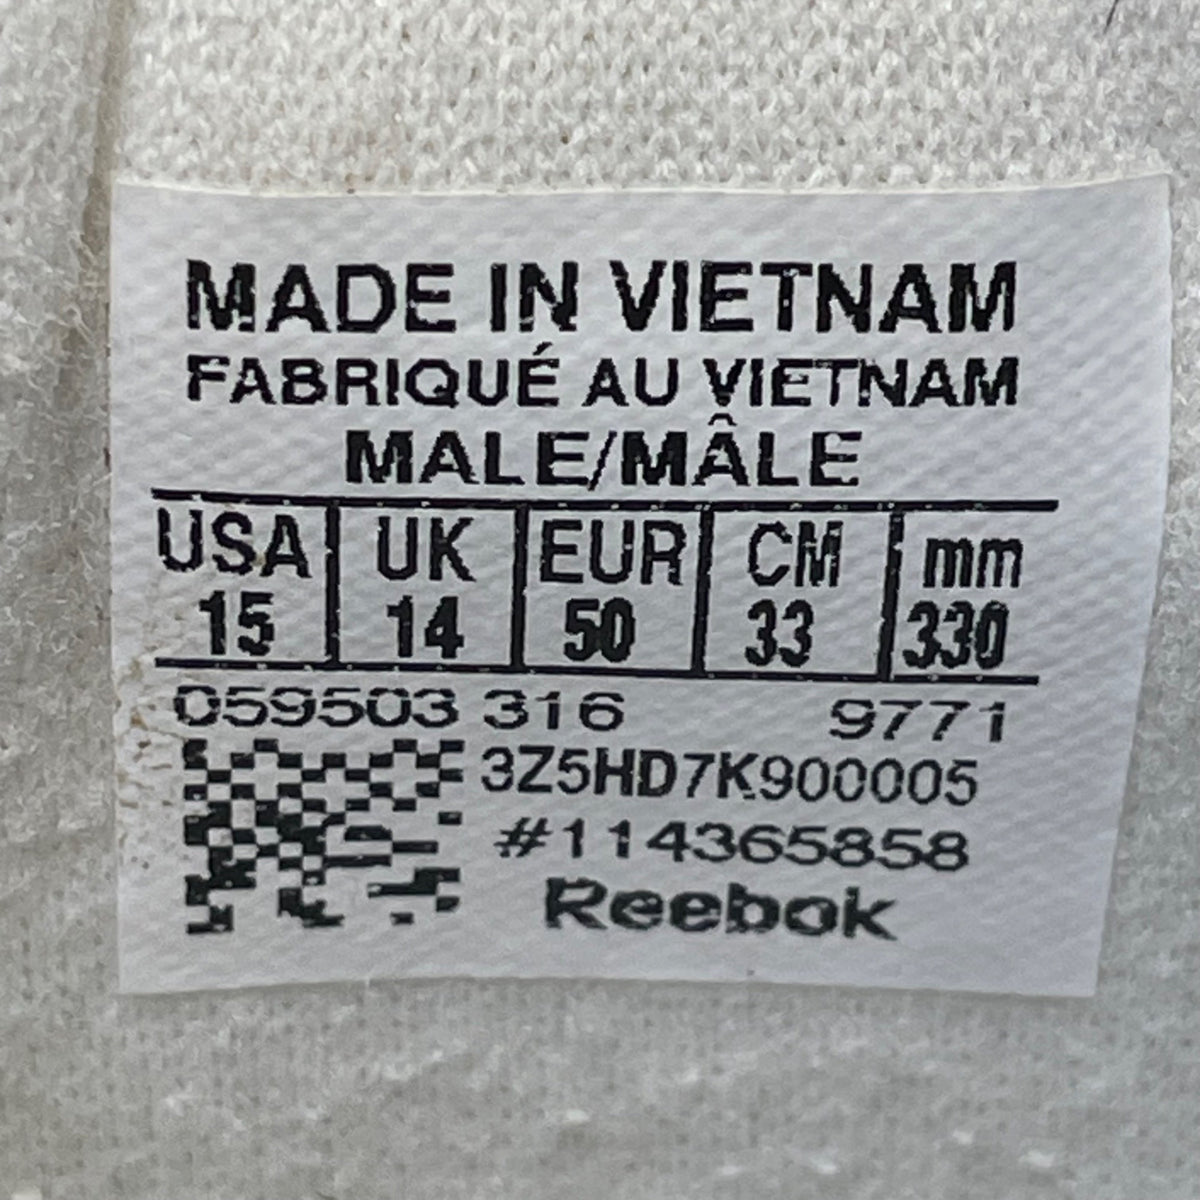 MADE IN VIETNAM
FABRIQUÉ AU VIETNAM
MALE/MÂLE
USA UK EUR CM mm
15 14 50 33 330
059503 316 9771
3Z5HD7K900005
#114365858
Reebok